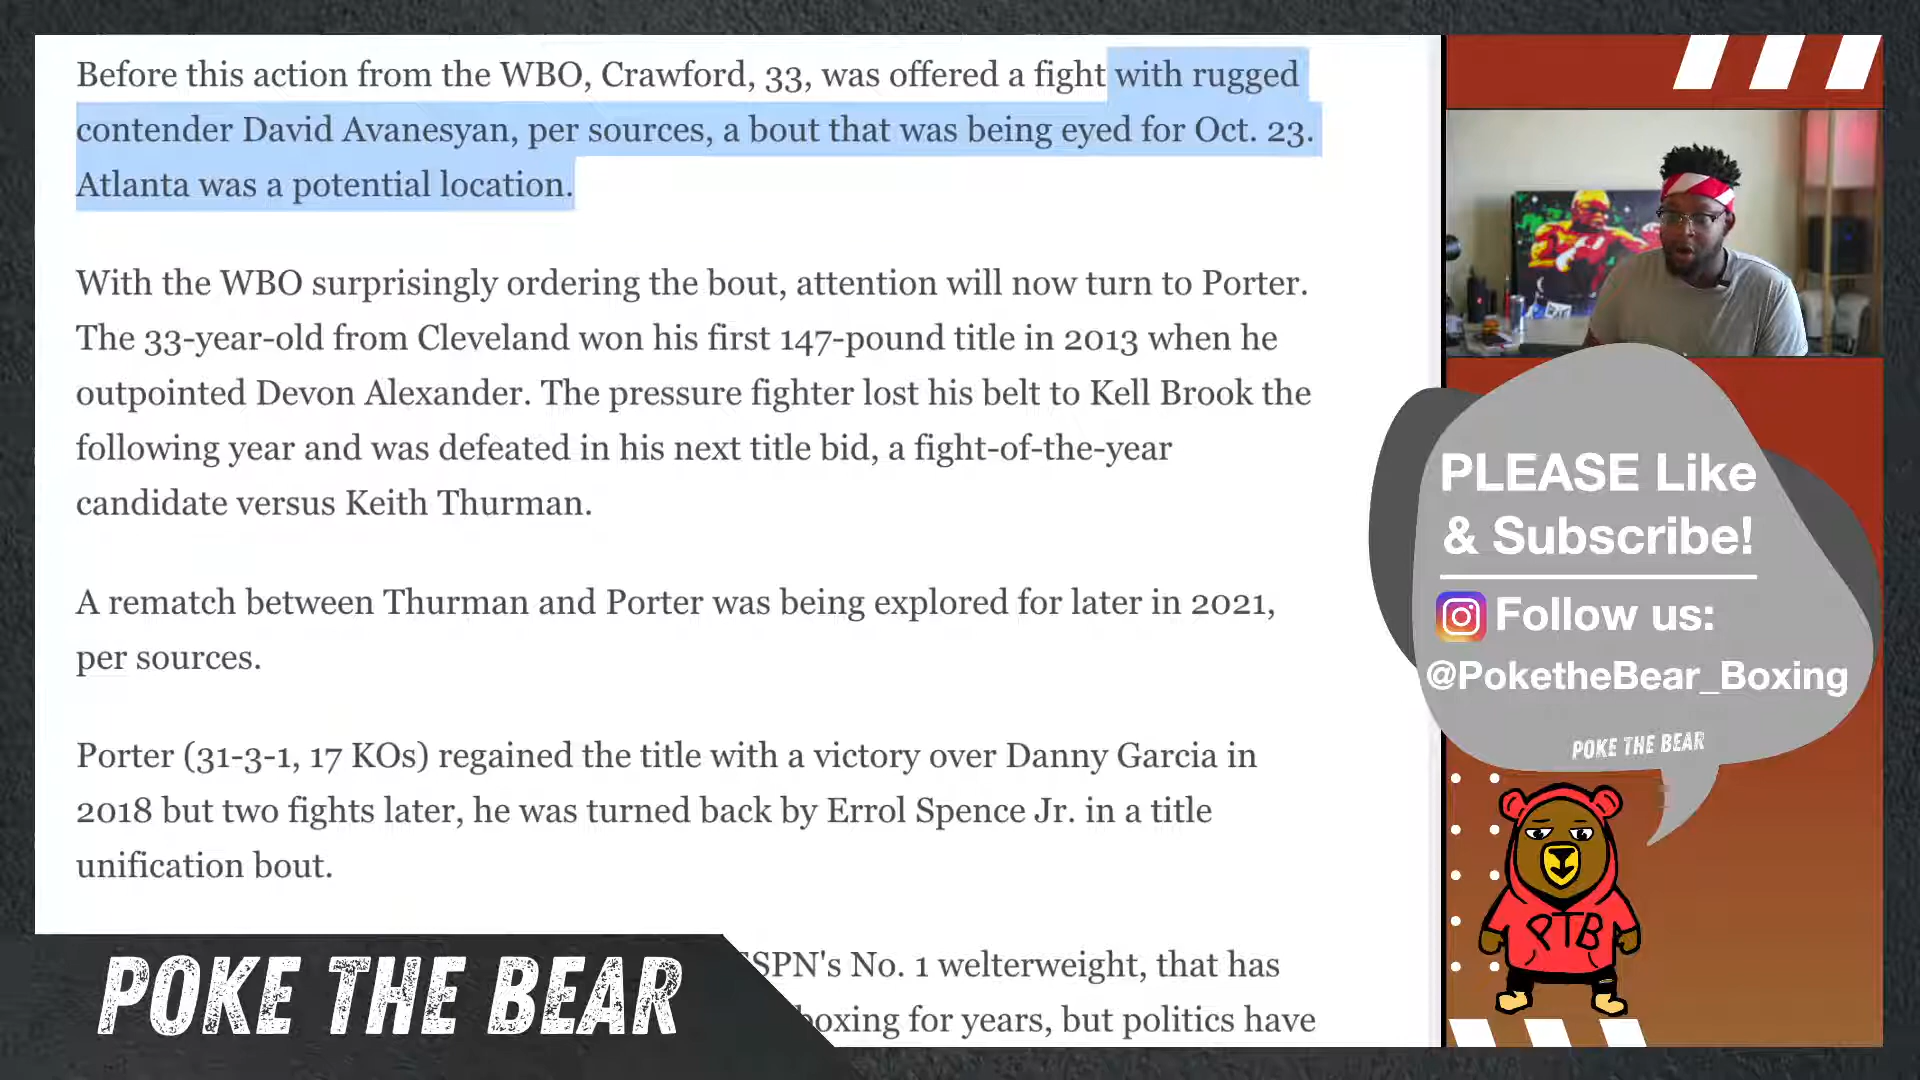 Before this action from the WBO, Crawford, 33, was offered a fight with rugged
contender David Avanesyan, per sources, a bout that was being eyed for Oct. 23.
Atlanta was a potential location.
With the WBO surprisingly ordering the bout, attention will now turn to Porter.
The 33-year-old from Cleveland won his first 147-pound title in 2013 when he
outpointed Devon Alexander. The pressure fighter lost his belt to Kell Brook the
following year and was defeated in his next title bid, a fight-of-the-year
candidate versus Keith Thurman.
A rematch between Thurman and Porter was being explored for later in 2021,
per sources.
Porter (31-3-1, 17 KOs) regained the title with a victory over Danny Garcia in
2018 but two fights later, he was turned back by Errol Spence Jr. in a title
unification bout.
ESPN's No. 1 welterweight, that has
boxing for years, but politics have
POKE THE BEAR
PLEASE Like
& Subscribe!
Follow us:
@PoketheBear_Boxing
POKE THE BEAR
PTB